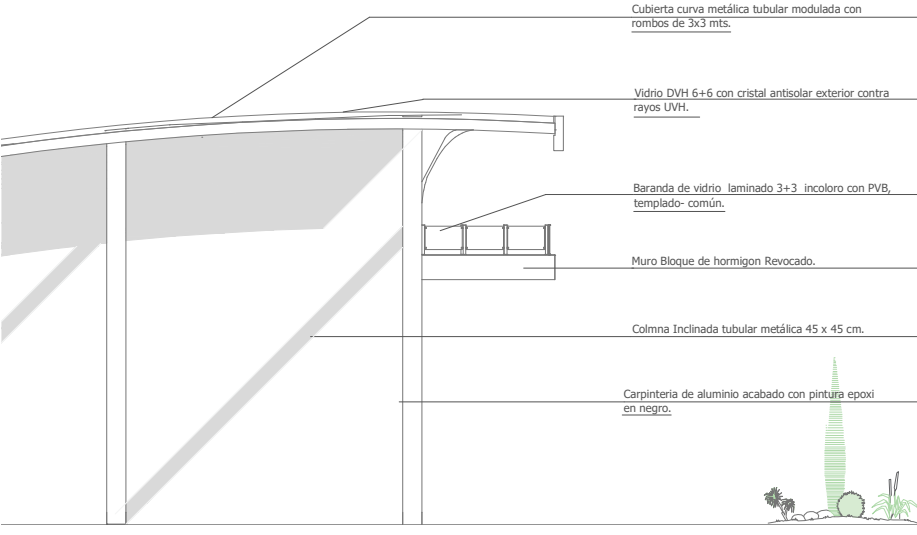 Cubierta curva metálica tubular modulada con
rombos de 3x3 mts.
Vidrio DVH 6+6 con cristal antisolar exterior contra
rayos UVH.
Baranda de vidrio laminado 3+3 incoloro con PVB,
templado- común.
Muro Bloque de hormigon Revocado.
Colmna Inclinada tubular metálica 45 x 45 cm.
Carpinteria de aluminio acabado con pintura epoxi
en negro.